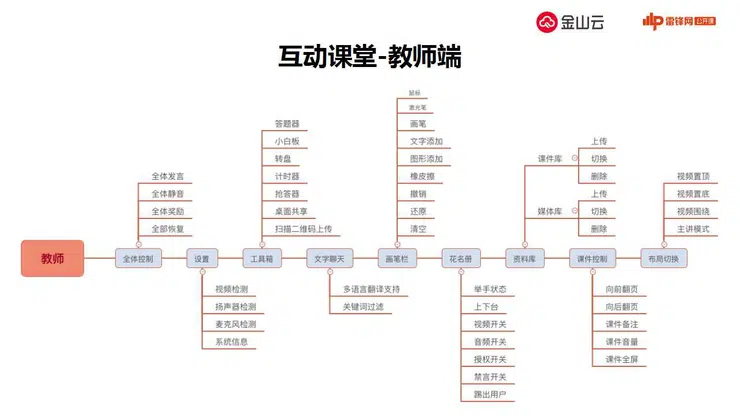 金山云
雷锋网
公开课
互动课堂-教师端
教师
全体控制
全体发言
全体静音
全体奖励
全部恢复
设置
视频检测
扬声器检测
麦克风检测
系统信息
工具箱
答题器
小白板
转盘
计时器
抢答器
桌面共享
扫描二维码上传
文字聊天
多语言翻译支持
关键词过滤
画笔栏
鼠标
激光笔
画笔
文字添加
图形添加
橡皮擦
撤销
还原
清空
花名册
举手状态
上下台
视频开关
音频开关
授权开关
禁言开关
踢出用户
资料库
课件库
上传
切换
删除
媒体库
上传
切换
删除
课件控制
向前翻页
向后翻页
课件备注
课件音量
课件全屏
布局切换
视频置顶
视频置底
视频围绕
主讲模式